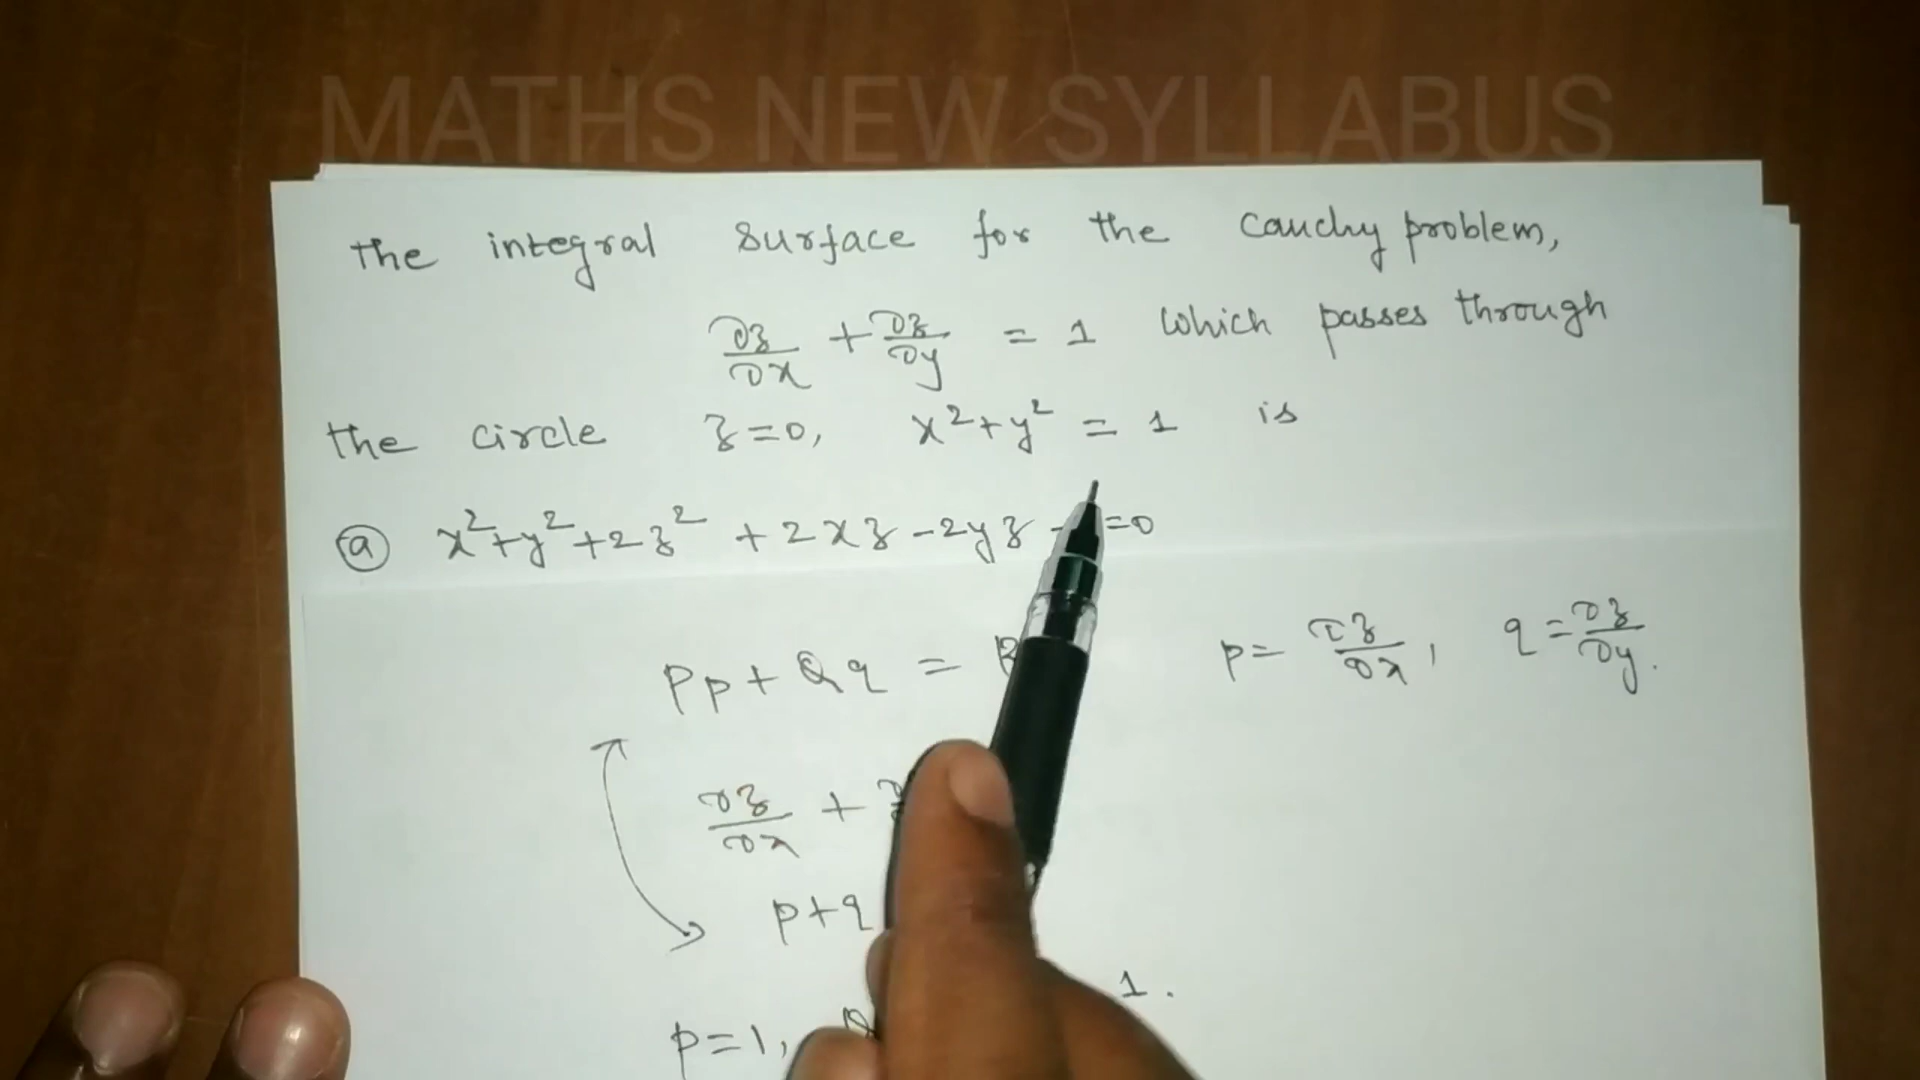 MATHS NEW SYLLABUS
The integral surface for the cauchy problem,
∂z/∂x + ∂z/∂y = 1 which passes through
the circle z=0, x²+y² = 1 is
(a) x²+y²+2z² + 2xz - 2yz - =0
Pp + Qq = R p = ∂z/∂x, q = ∂z/∂y.
∂z/∂x +
p+q
1.
P=1, Q